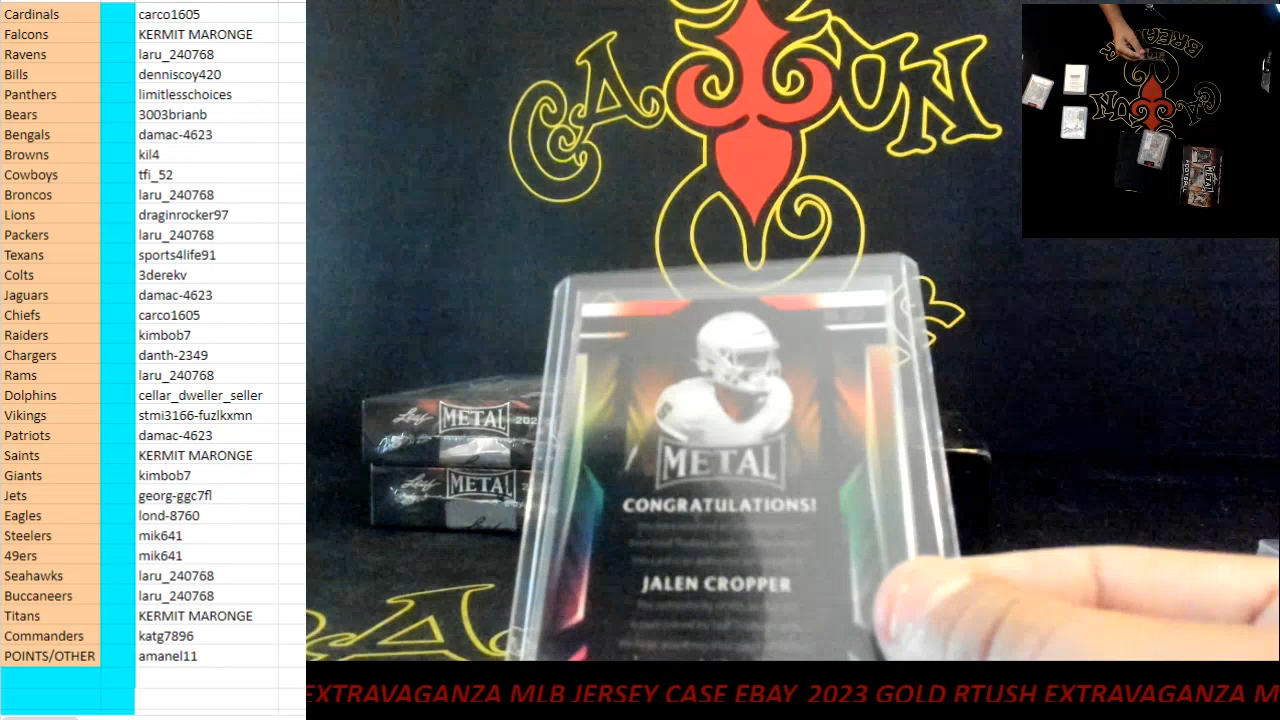 Cardinals carco1605
Falcons KERMIT MARONGE
Ravens laru_240768
Bills denniscoy420
Panthers limitlesschoices
Bears 3003brianb
Bengals damac-4623
Browns kil4
Cowboys tfi_52
Broncos laru_240768
Lions draginrocker97
Packers laru_240768
Texans sports4life91
Colts 3derekv
Jaguars damac-4623
Chiefs carco1605
Raiders kimbob7
Chargers danth-2349
Rams laru_240768
Dolphins cellar_dweller_seller
Vikings stmi3166-fuzlkxmn
Patriots damac-4623
Saints KERMIT MARONGE
Giants kimbob7
Jets georg-ggc7fl
Eagles lond-8760
Steelers mik641
49ers mik641
Seahawks laru_240768
Buccaneers laru_240768
Titans KERMIT MARONGE
Commanders katg7896
POINTS/OTHER amanel11
Leaf METAL
METAL
METAL
CONGRATULATIONS!
JALEN CROPPER
METAL
FOOTBALL
EXTRAVAGANZA MLB JERSEY CASE EBAY 2023 GOLD RTUSH EXTRAVAGANZA M